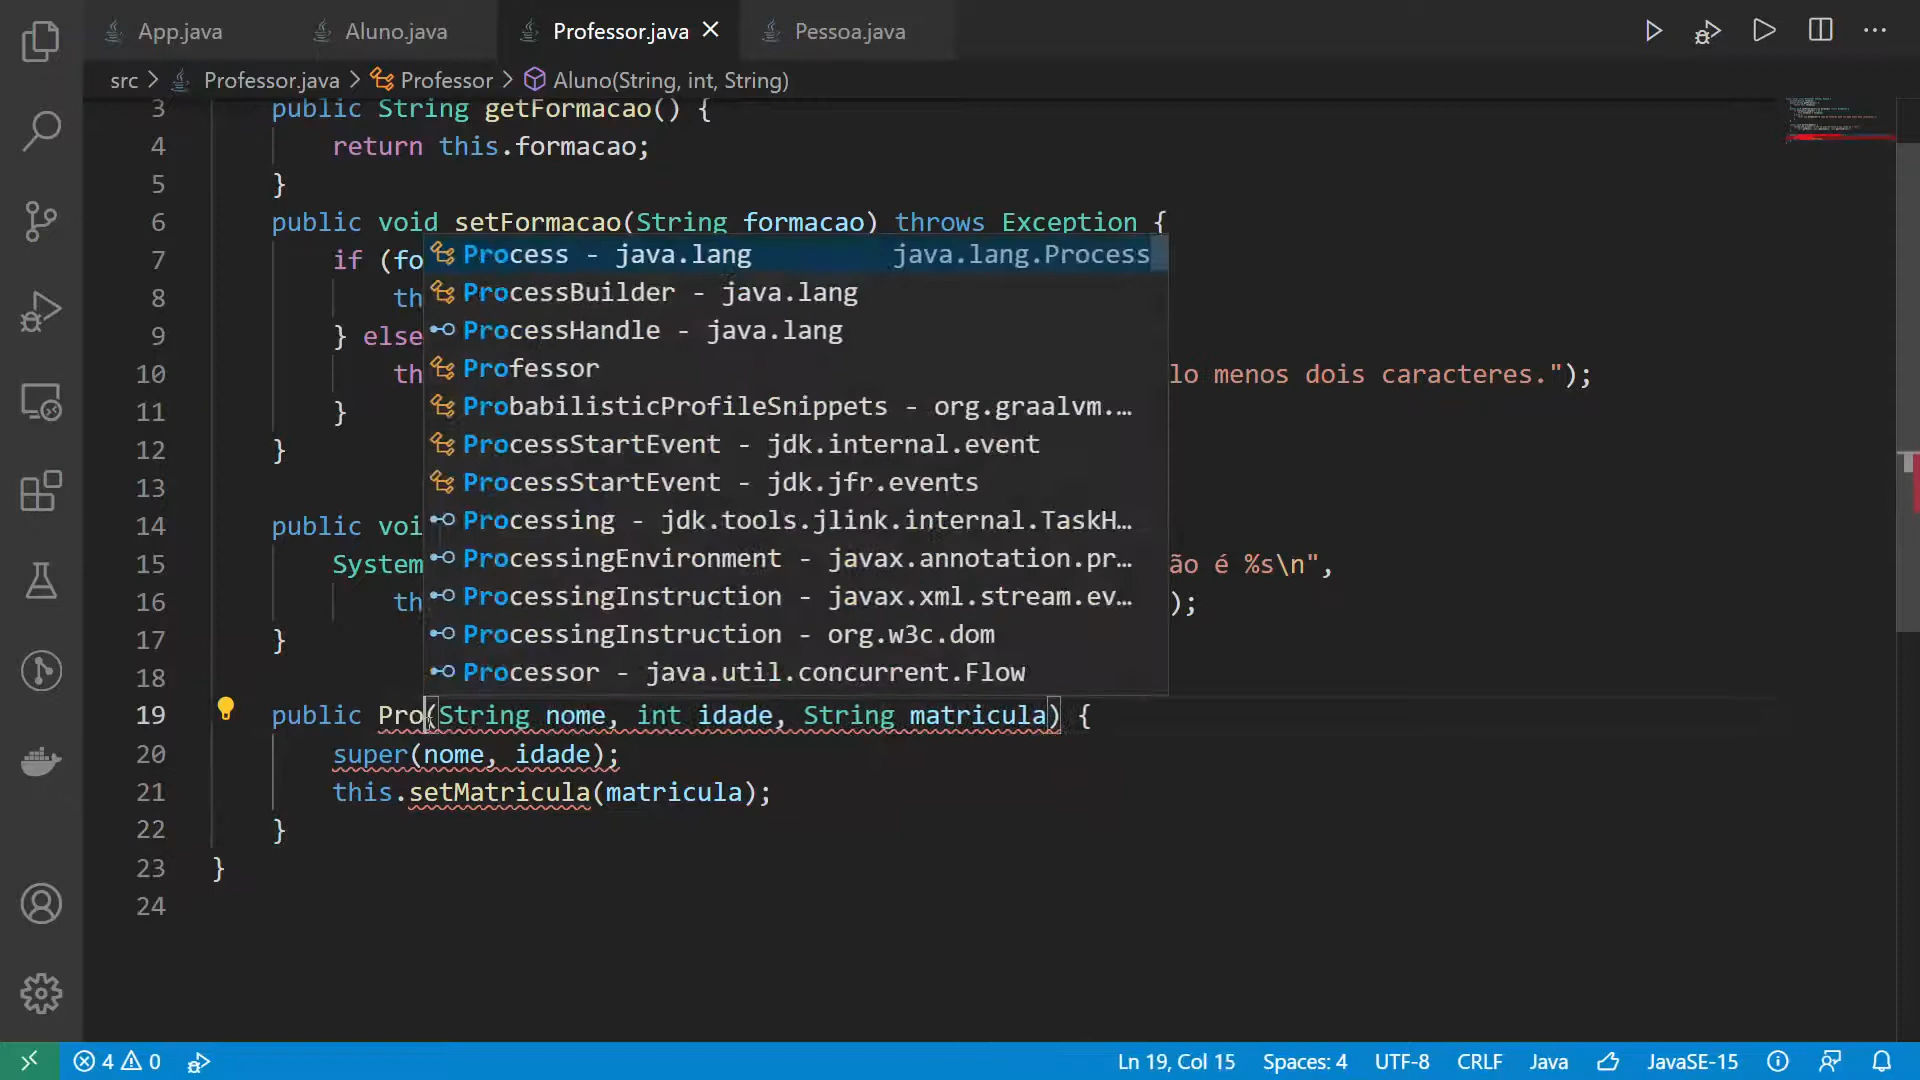 App.java
Aluno.java
Professor.java
Pessoa.java
src > Professor.java > Professor > Aluno(String, int, String)
3 public String getFormacao() {
4 return this.formacao;
5 }
6 public void setFormacao(String formacao) throws Exception {
7 if (fo
Process - java.lang java.lang.Process
8 th
ProcessBuilder - java.lang
9 } else
ProcessHandle - java.lang
Professor
10 th lo menos dois caracteres.");
11 }
ProbabilisticProfileSnippets - org.graalvm.…
12 }
ProcessStartEvent - jdk.internal.event
13
ProcessStartEvent - jdk.jfr.events
14 public voi
Processing - jdk.tools.jlink.internal.TaskH…
15 System ão é %s\n",
ProcessingEnvironment - javax.annotation.pr…
16 th );
ProcessingInstruction - javax.xml.stream.ev…
17 }
ProcessingInstruction - org.w3c.dom
18
Processor - java.util.concurrent.Flow
19 public Pro(String nome, int idade, String matricula) {
20 super(nome, idade);
21 this.setMatricula(matricula);
22 }
23 }
24
4 0 Ln 19, Col 15 Spaces: 4 UTF-8 CRLF Java JavaSE-15